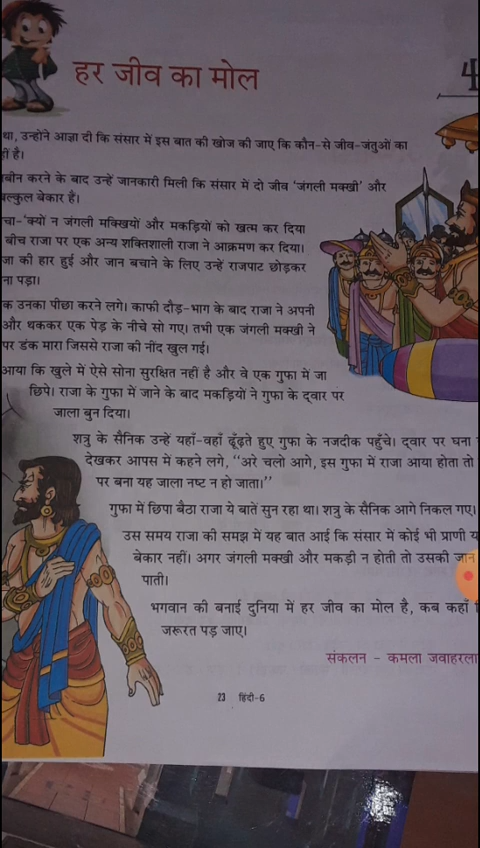 हर जीव का मोल
4
था, उन्होंने आज्ञा दी कि संसार में इस बात की खोज की जाए कि कौन-से जीव-जंतुओं का
हीं है।
बीन करने के बाद उन्हें जानकारी मिली कि संसार में दो जीव ‘जंगली मक्खी’ और
बल्कुल बेकार हैं।
चा-‘क्यों न जंगली मक्खियों और मकड़ियों को खत्म कर दिया
बीच राजा पर एक अन्य शक्तिशाली राजा ने आक्रमण कर दिया।
जा की हार हुई और जान बचाने के लिए उन्हें राजपाट छोड़कर
ना पड़ा।
क उनका पीछा करने लगे। काफी दौड़-भाग के बाद राजा ने अपनी
और थककर एक पेड़ के नीचे सो गए। तभी एक जंगली मक्खी ने
पर डंक मारा जिससे राजा की नींद खुल गई।
आया कि खुले में ऐसे सोना सुरक्षित नहीं है और वे एक गुफा में जा
छिपे। राजा के गुफा में जाने के बाद मकड़ियों ने गुफा के द्वार पर
जाला बुन दिया।
शत्रु के सैनिक उन्हें यहाँ-वहाँ ढूँढ़ते हुए गुफा के नजदीक पहुँचे। द्वार पर घना
देखकर आपस में कहने लगे, “अरे चलो आगे, इस गुफा में राजा आया होता तो
पर बना यह जाला नष्ट न हो जाता।”
गुफा में छिपा बैठा राजा ये बातें सुन रहा था। शत्रु के सैनिक आगे निकल गए।
उस समय राजा की समझ में यह बात आई कि संसार में कोई भी प्राणी य
बेकार नहीं। अगर जंगली मक्खी और मकड़ी न होती तो उसकी जान
पाती।
भगवान की बनाई दुनिया में हर जीव का मोल है, कब कहाँ
जरूरत पड़ जाए।
संकलन - कमला जवाहरला
23 हिंदी-6